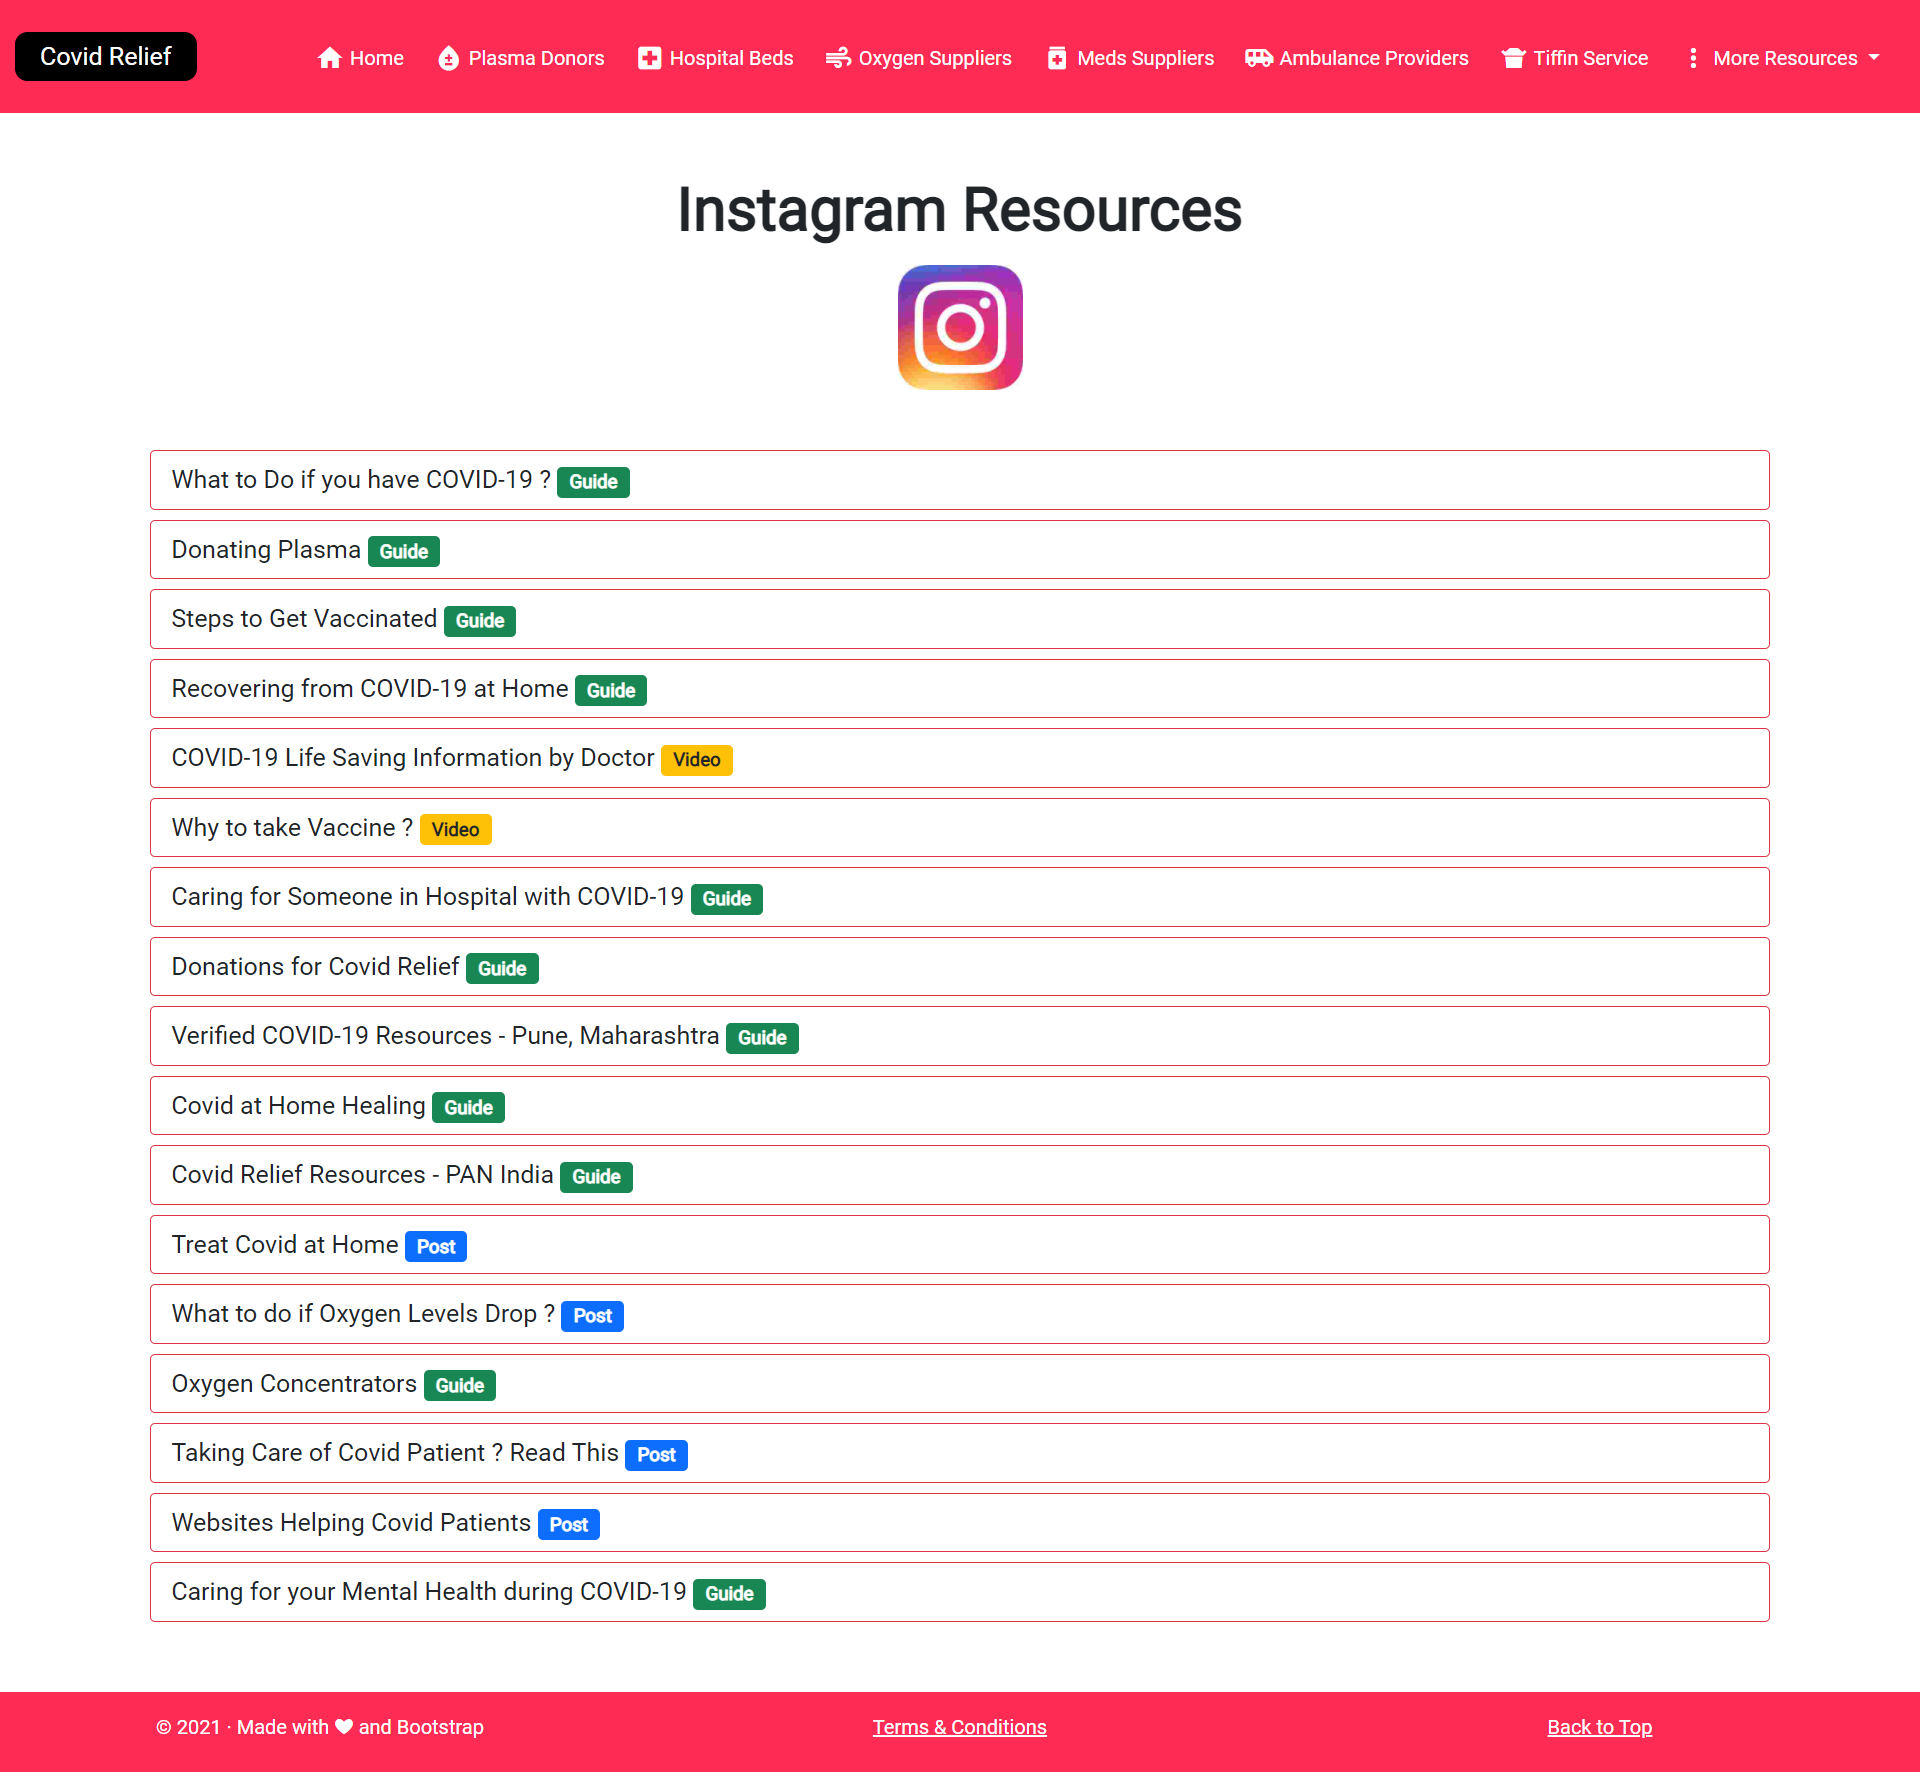 Covid Relief Home Plasma Donors Hospital Beds Oxygen Suppliers Meds Suppliers Ambulance Providers Tiffin Service More Resources
Instagram Resources
What to Do if you have COVID-19 ? Guide
Donating Plasma Guide
Steps to Get Vaccinated Guide
Recovering from COVID-19 at Home Guide
COVID-19 Life Saving Information by Doctor Video
Why to take Vaccine ? Video
Caring for Someone in Hospital with COVID-19 Guide
Donations for Covid Relief Guide
Verified COVID-19 Resources - Pune, Maharashtra Guide
Covid at Home Healing Guide
Covid Relief Resources - PAN India Guide
Treat Covid at Home Post
What to do if Oxygen Levels Drop ? Post
Oxygen Concentrators Guide
Taking Care of Covid Patient ? Read This Post
Websites Helping Covid Patients Post
Caring for your Mental Health during COVID-19 Guide
© 2021 · Made with and Bootstrap Terms & Conditions Back to Top